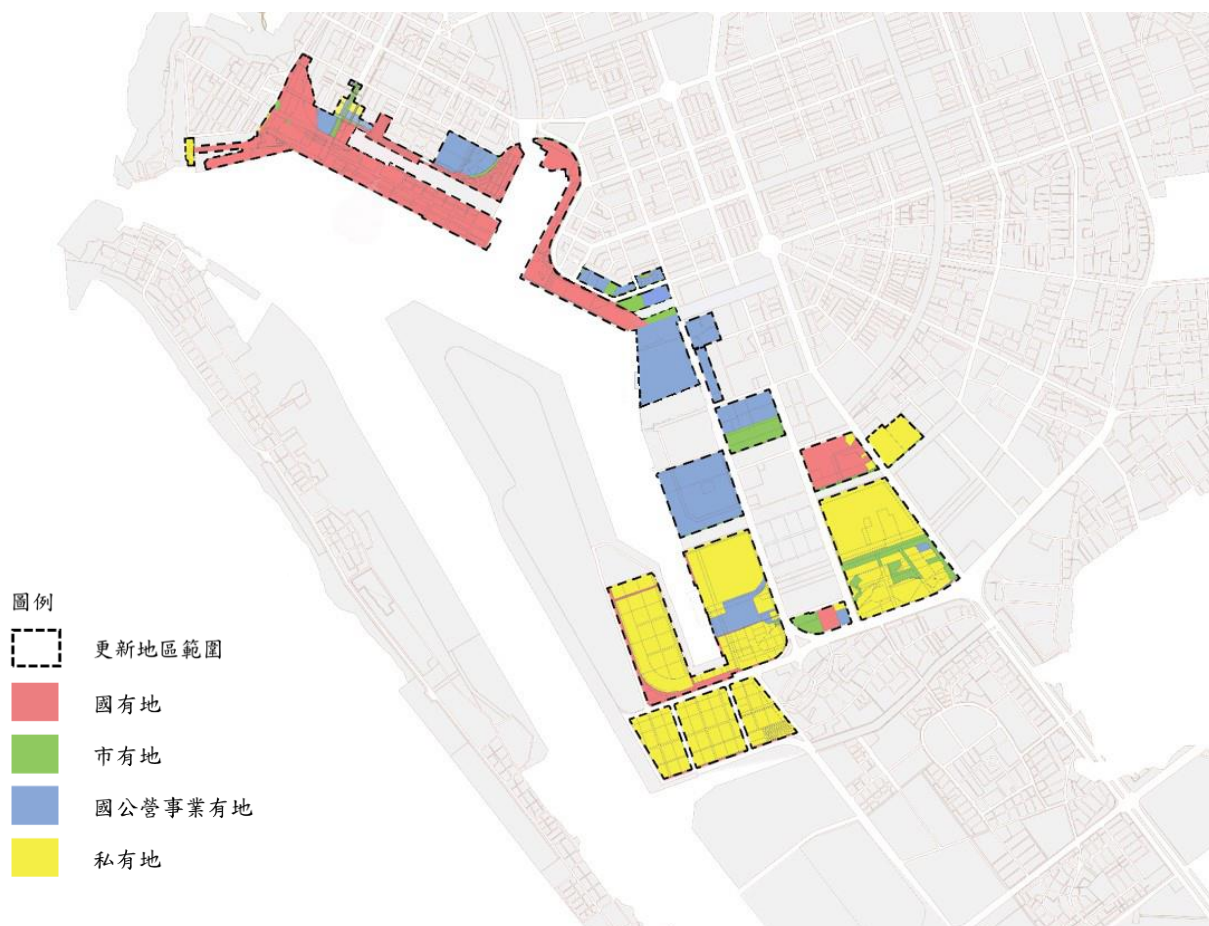 圖例
更新地區範圍
國有地
市有地
國公營事業有地
私有地